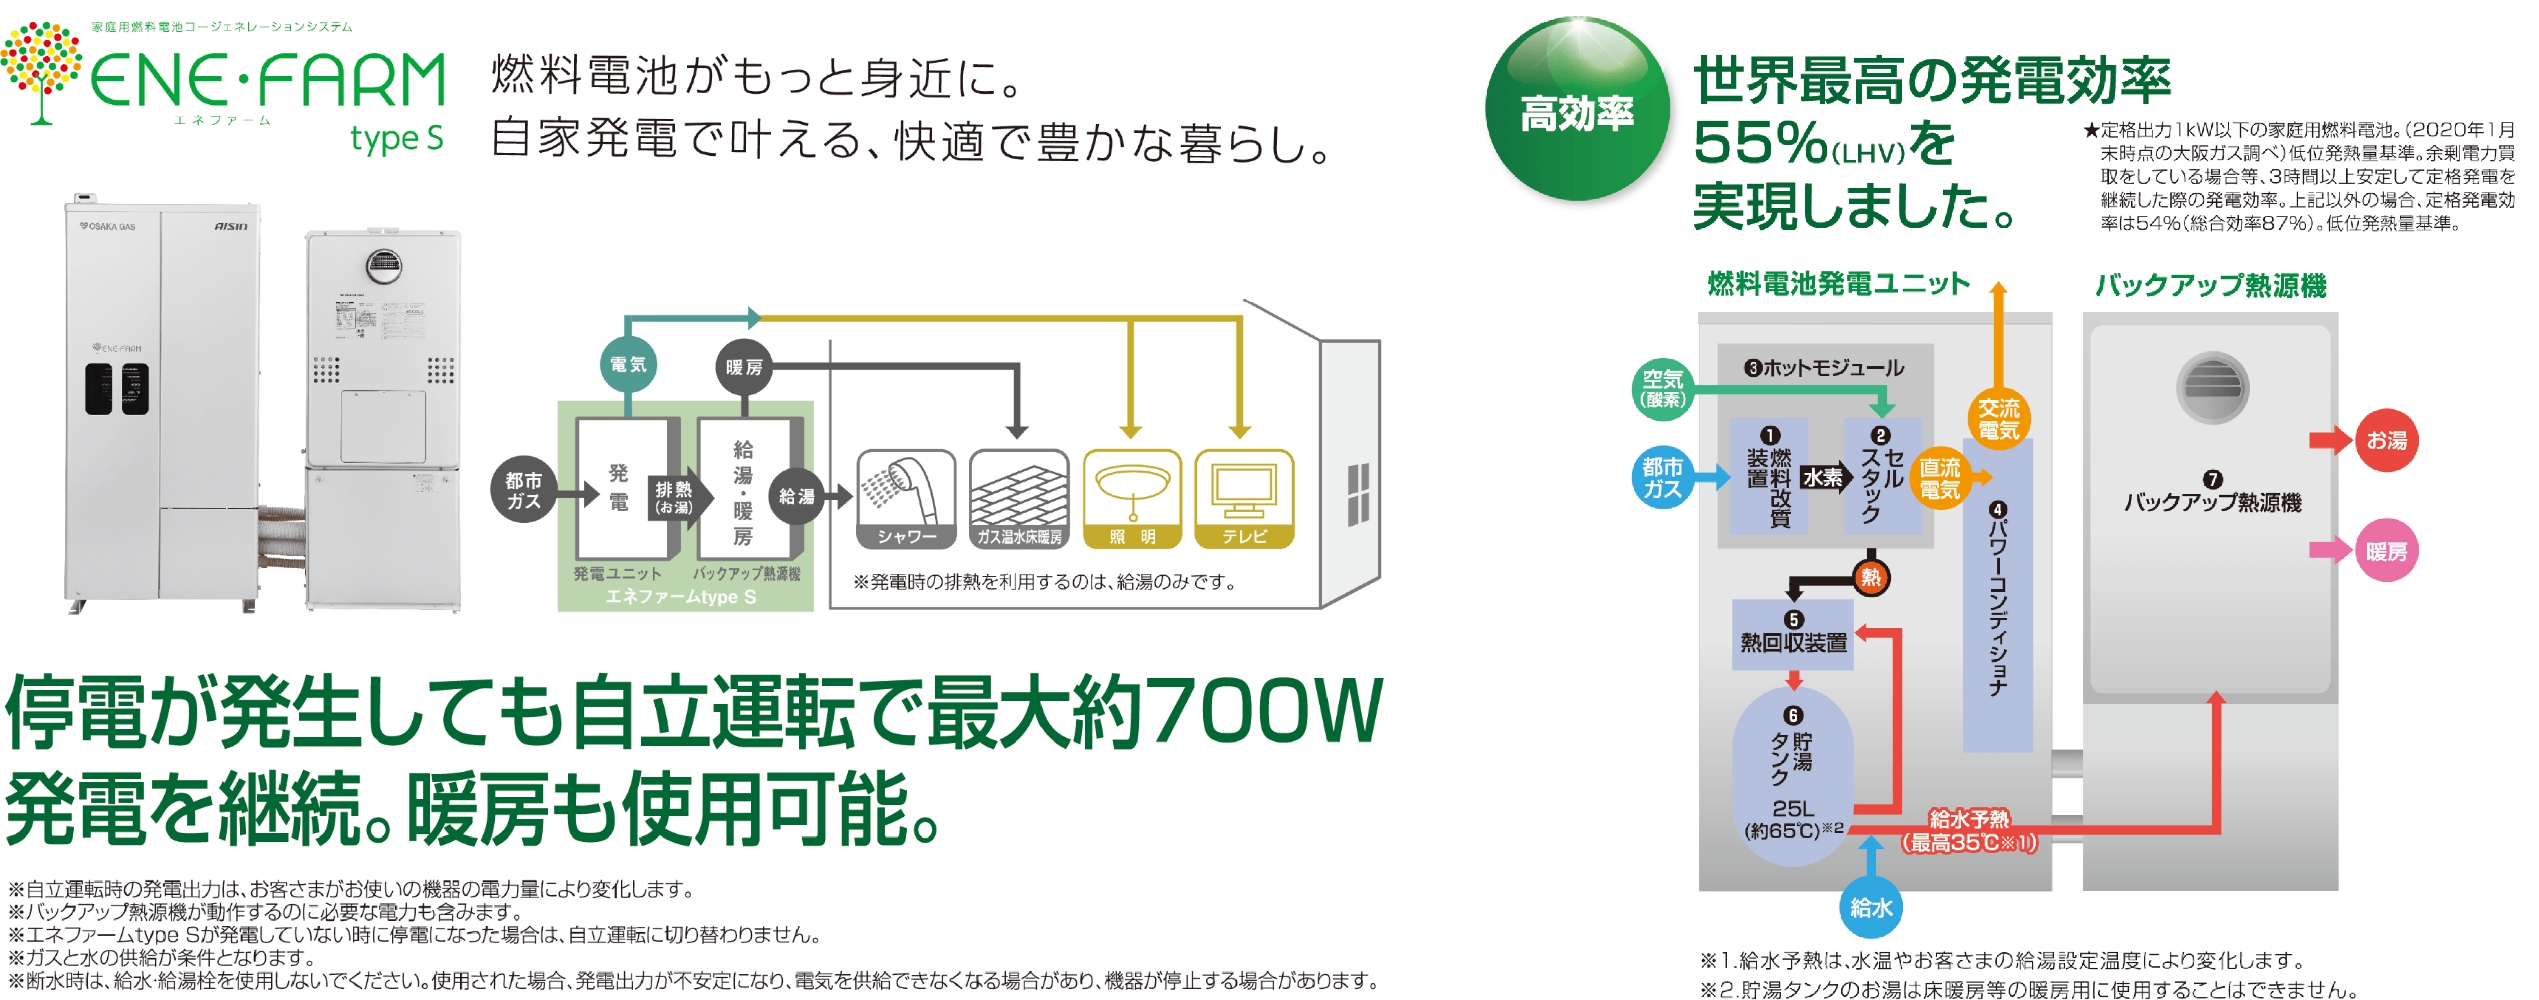 家庭用燃料電池コージェネレーションシステム
ENE・FARM
エネファーム
type S
燃料電池がもっと身近に。
自家発電で叶える、快適で豊かな暮らし。
OSAKA GAS
AISIN
ENE・FARM
電気
暖房
都市
ガス
発電
排熱
(お湯)
給湯・暖房
給湯
シャワー
ガス温水床暖房
照 明
テレビ
発電ユニット
バックアップ熱源機
エネファームtype S
※発電時の排熱を利用するのは、給湯のみです。
停電が発生しても自立運転で最大約700W
発電を継続。暖房も使用可能。
※自立運転時の発電出力は、お客さまがお使いの機器の電力量により変化します。
※バックアップ熱源機が動作するのに必要な電力も含みます。
※エネファームtype Sが発電していない時に停電になった場合は、自立運転に切り替わりません。
※ガスと水の供給が条件となります。
※断水時は、給水・給湯栓を使用しないでください。使用された場合、発電出力が不安定になり、電気を供給できなくなる場合があり、機器が停止する場合があります。
高効率
世界最高の発電効率
55%(LHV)を
実現しました。
★定格出力1kW以下の家庭用燃料電池。(2020年1月
末時点の大阪ガス調べ)低位発熱量基準。余剰電力買
取をしている場合等、3時間以上安定して定格発電を
継続した際の発電効率。上記以外の場合、定格発電効
率は54%(総合効率87%)。低位発熱量基準。
燃料電池発電ユニット
バックアップ熱源機
❸ホットモジュール
空気
(酸素)
交流
電気
都市
ガス
❶
燃料改質
装置
水素
❷
セル
スタック
直流
電気
❹パワーコンディショナ
熱
❺
熱回収装置
❻
貯湯
タンク
25L
(約65℃)※2
給水予熱
(最高35℃※1)
給水
❼
バックアップ熱源機
お湯
暖房
※1.給水予熱は、水温やお客さまの給湯設定温度により変化します。
※2.貯湯タンクのお湯は床暖房等の暖房用に使用することはできません。